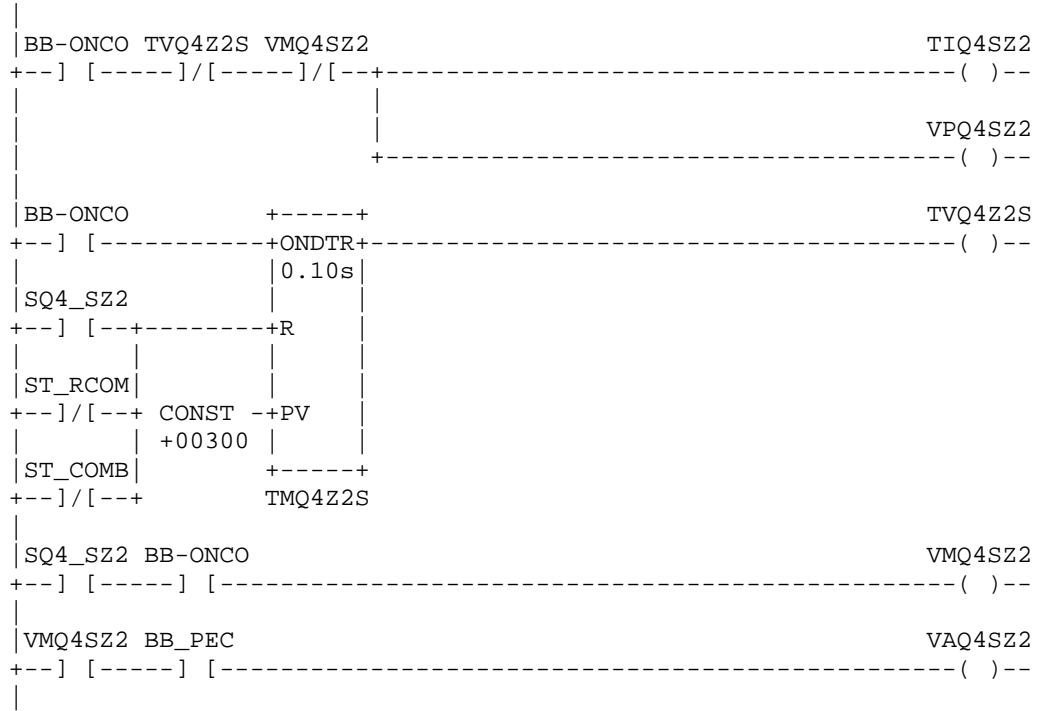 |
|BB-ONCO TVQ4Z2S VMQ4SZ2                                     TIQ4SZ2
+--] [-----]/[-----]/[--+--------------------------------------( )--
|                       |
|                       |                                    VPQ4SZ2
|                       +--------------------------------------( )--
|
|BB-ONCO         +-----+                                     TVQ4Z2S
+--] [-----------+ONDTR+---------------------------------------( )--
|                |0.10s|
|SQ4_SZ2         |     |
+--] [--+--------+R    |
|       |        |     |
|ST_RCOM|        |     |
+--]/[--+ CONST -+PV   |
|       | +00300 |     |
|ST_COMB|        +-----+
+--]/[--+        TMQ4Z2S
|
|SQ4_SZ2 BB-ONCO                                             VMQ4SZ2
+--] [-----] [-------------------------------------------------( )--
|
|VMQ4SZ2 BB_PEC                                              VAQ4SZ2
+--] [-----] [-------------------------------------------------( )--
|